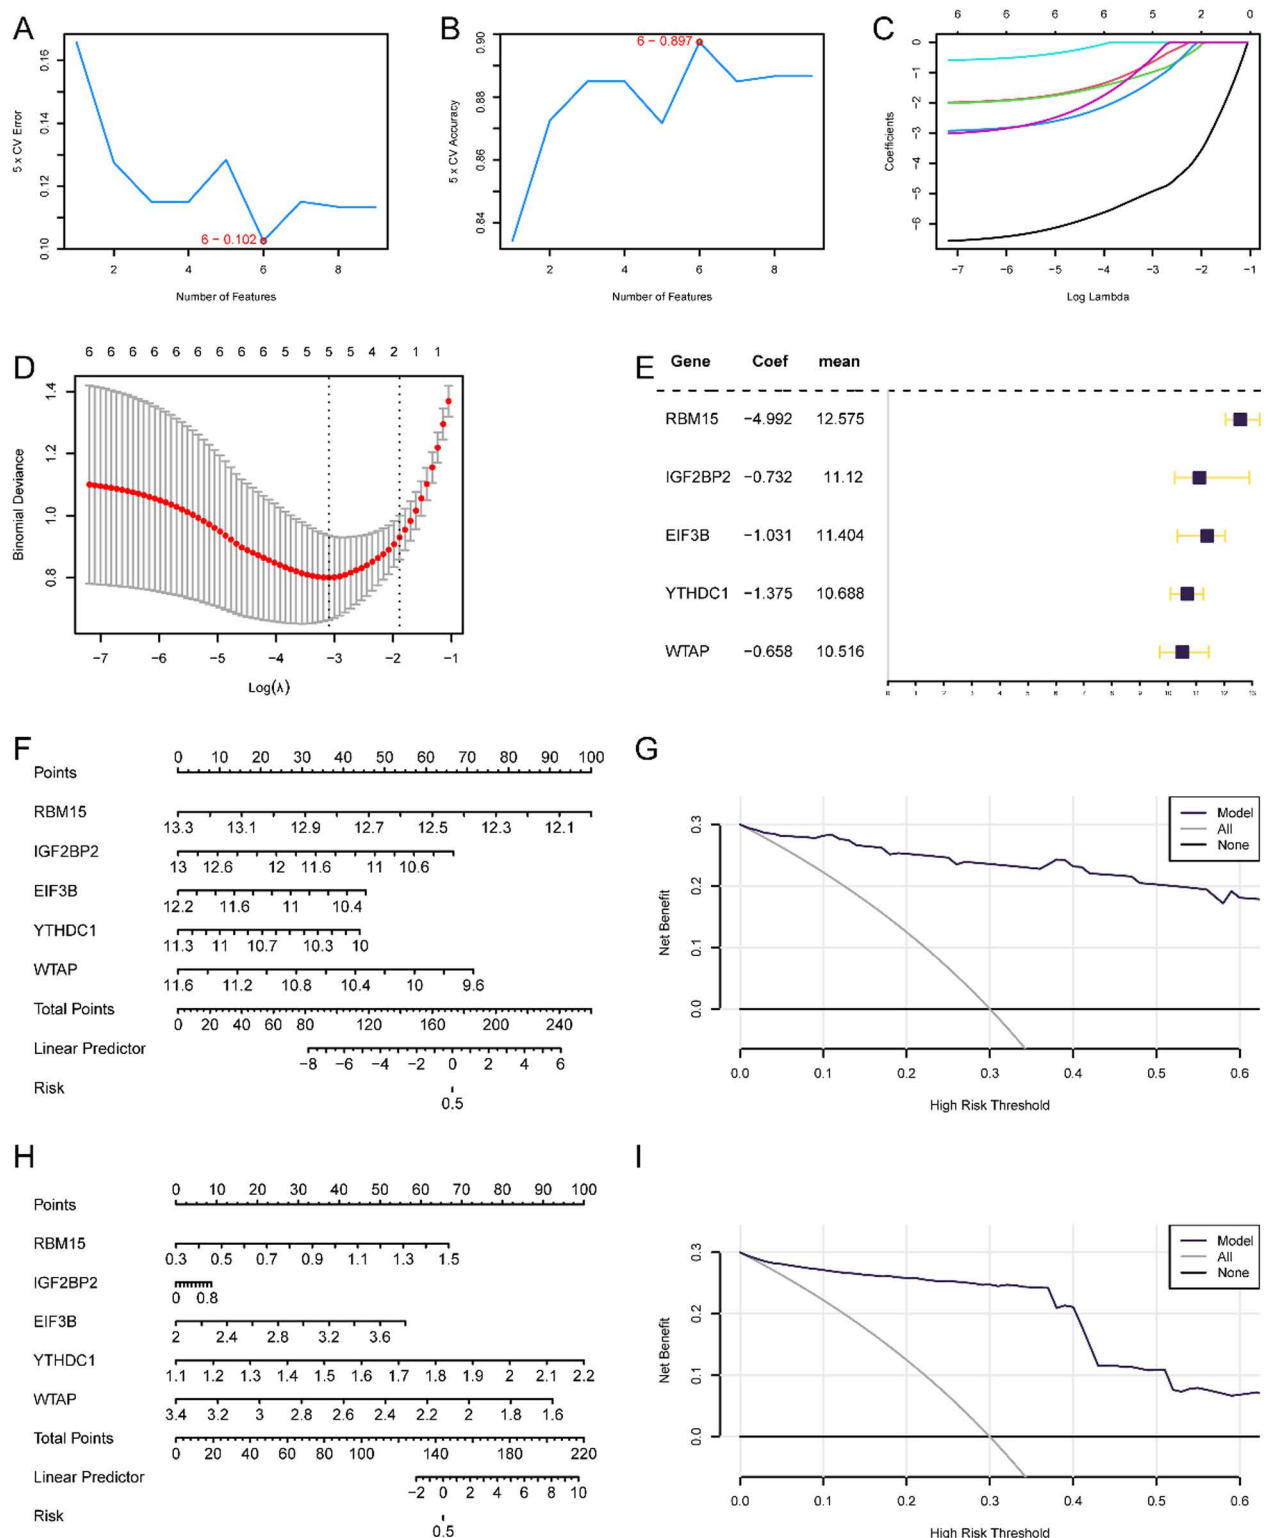 A
0.16
0.14
0.12
0.10
5 x CV Error
6 − 0.102
2 4 6 8
Number of Features
B
0.90
0.88
0.86
0.84
5 x CV Accuracy
6 − 0.897
2 4 6 8
Number of Features
C
6 6 6 6 5 2 0
0
−1
−2
−3
−4
−5
−6
Coefficients
−7 −6 −5 −4 −3 −2 −1
Log Lambda
D
6 6 6 6 6 6 6 6 6 5 5 5 5 4 2 1 1
1.4
1.2
1.0
0.8
Binomial Deviance
−7 −6 −5 −4 −3 −2 −1
Log(λ)
E
Gene Coef mean
RBM15 −4.992 12.575
IGF2BP2 −0.732 11.12
EIF3B −1.031 11.404
YTHDC1 −1.375 10.688
WTAP −0.658 10.516
0 1 2 3 4 5 6 7 8 9 10 11 12 13
F
0 10 20 30 40 50 60 70 80 90 100
Points
RBM15
13.3 13.1 12.9 12.7 12.5 12.3 12.1
IGF2BP2
13 12.6 12 11.6 11 10.6
EIF3B
12.2 11.6 11 10.4
YTHDC1
11.3 11 10.7 10.3 10
WTAP
11.6 11.2 10.8 10.4 10 9.6
Total Points
0 20 40 60 80 120 160 200 240
Linear Predictor
−8 −6 −4 −2 0 2 4 6
Risk
0.5
G
Model
All
None
0.3
0.2
0.1
0.0
Net Benefit
0.0 0.1 0.2 0.3 0.4 0.5 0.6
High Risk Threshold
H
0 10 20 30 40 50 60 70 80 90 100
Points
RBM15
0.3 0.5 0.7 0.9 1.1 1.3 1.5
IGF2BP2
0 0.8
EIF3B
2 2.4 2.8 3.2 3.6
YTHDC1
1.1 1.2 1.3 1.4 1.5 1.6 1.7 1.8 1.9 2 2.1 2.2
WTAP
3.4 3.2 3 2.8 2.6 2.4 2.2 2 1.8 1.6
Total Points
0 20 40 60 80 100 140 180 220
Linear Predictor
−2 0 2 4 6 8 10
Risk
0.5
I
Model
All
None
0.3
0.2
0.1
0.0
Net Benefit
0.0 0.1 0.2 0.3 0.4 0.5 0.6
High Risk Threshold